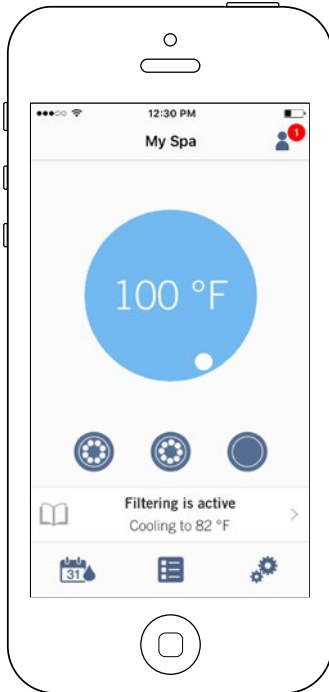 12:30 PM
My Spa
1
100 °F
Filtering is active
Cooling to 82 °F
31